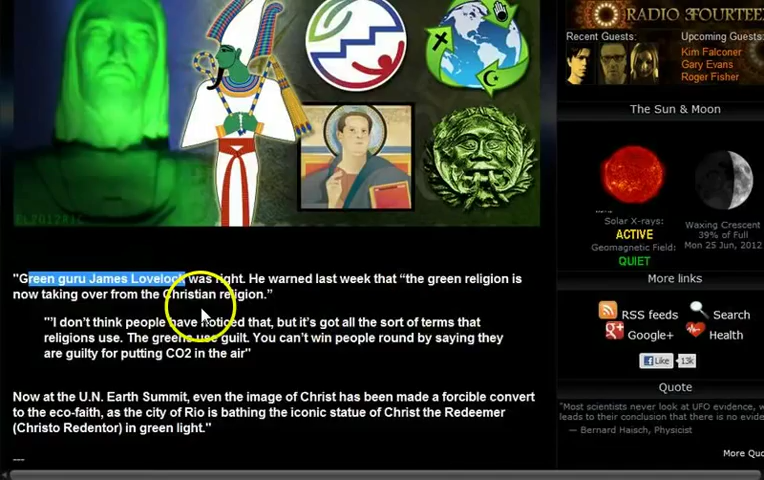 RADIO 3FOURTEEN
Recent Guests:
Upcoming Guests:
Kim Falconer
Gary Evans
Roger Fisher
The Sun & Moon
Solar X-rays:
ACTIVE
Geomagnetic Field:
QUIET
Waxing Crescent
39% of Full
Mon 25 Jun, 2012
More links
RSS feeds
Search
Google+
Health
Like
13k
Quote
"Most scientists never look at UFO evidence, w
leads to their conclusion that there is no evide
— Bernard Haisch, Physicist
More Quo
"Green guru James Lovelock was right. He warned last week that “the green religion is
now taking over from the Christian religion.”
"'I don’t think people have noticed that, but it’s got all the sort of terms that
religions use. The greens use guilt. You can’t win people round by saying they
are guilty for putting CO2 in the air"
Now at the U.N. Earth Summit, even the image of Christ has been made a forcible convert
to the eco-faith, as the city of Rio is bathing the iconic statue of Christ the Redeemer
(Christo Redentor) in green light."
---